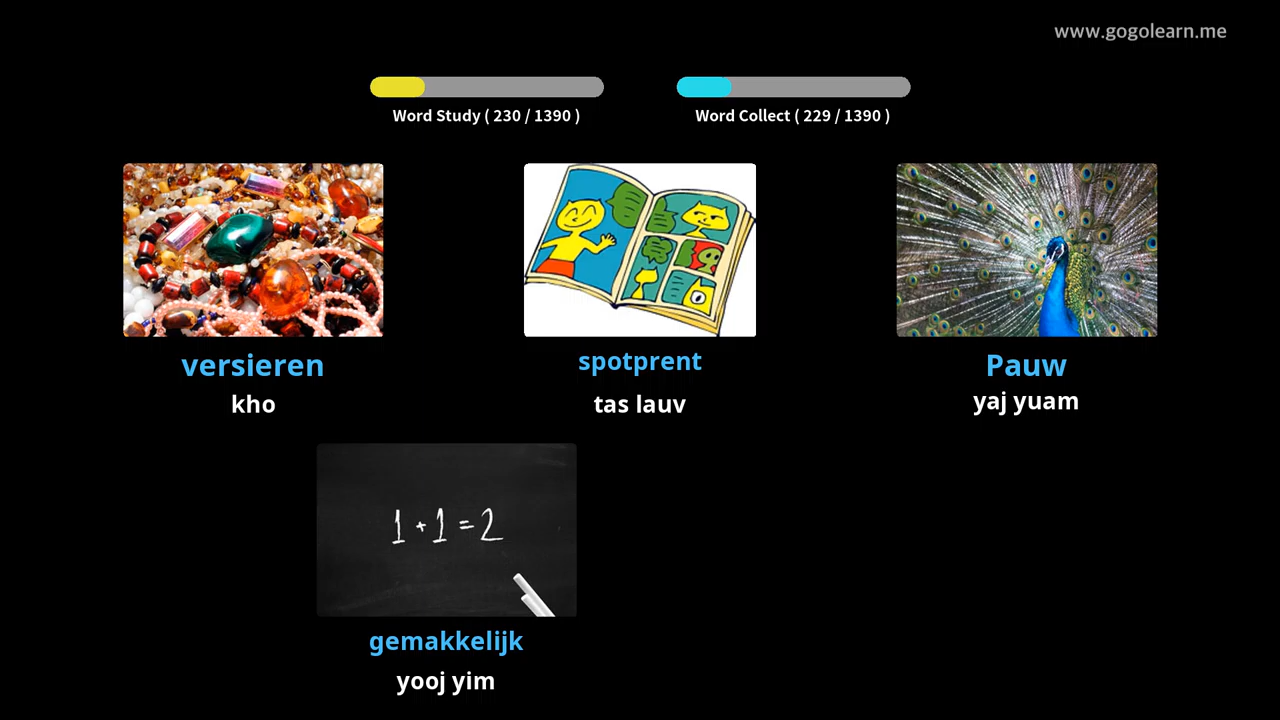 www.gogolearn.me
Word Study ( 230 / 1390 )
Word Collect ( 229 / 1390 )
versieren
kho
spotprent
tas lauv
Pauw
yaj yuam
1 + 1 = 2
gemakkelijk
yooj yim